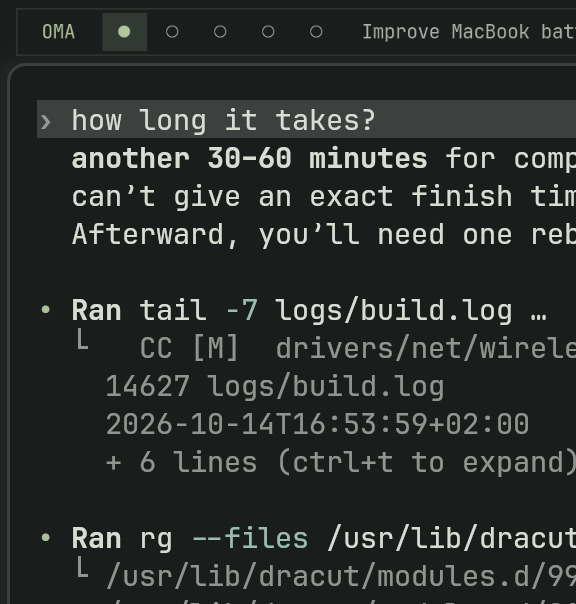 OMA Improve MacBook bat
› how long it takes?
another 30–60 minutes for comp
can’t give an exact finish tim
Afterward, you’ll need one reb
• Ran tail -7 logs/build.log …
└ CC [M] drivers/net/wirele
14627 logs/build.log
2026-10-14T16:53:59+02:00
+ 6 lines (ctrl+t to expand)
• Ran rg --files /usr/lib/dracut
└ /usr/lib/dracut/modules.d/99